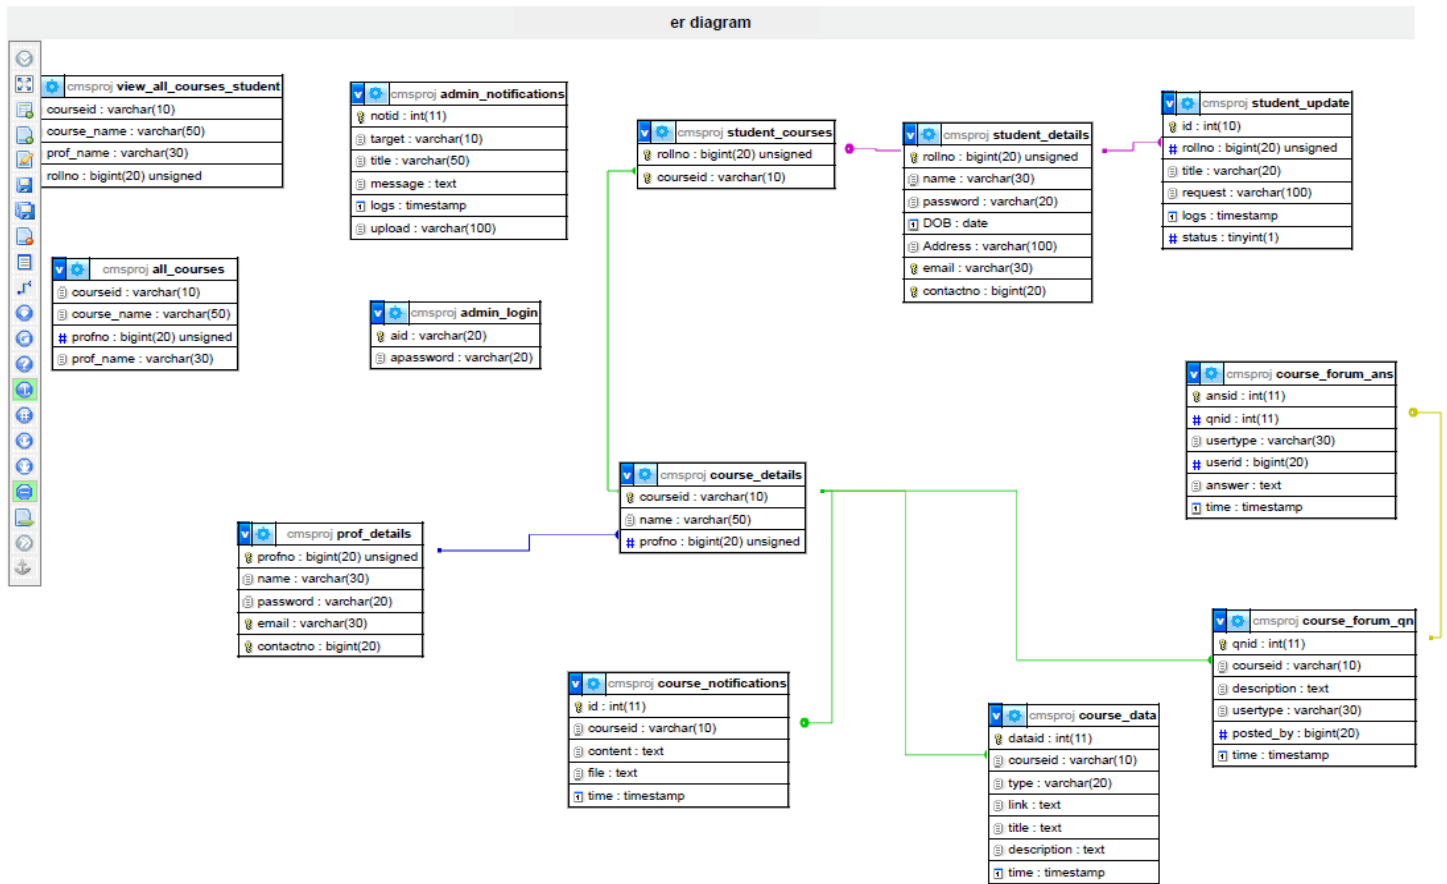 er diagram
cmsproj view_all_courses_student
courseid : varchar(10)
course_name : varchar(50)
prof_name : varchar(30)
rollno : bigint(20) unsigned
cmsproj admin_notifications
notid : int(11)
target : varchar(10)
title : varchar(50)
message : text
logs : timestamp
upload : varchar(100)
cmsproj student_courses
rollno : bigint(20) unsigned
courseid : varchar(10)
cmsproj student_details
rollno : bigint(20) unsigned
name : varchar(30)
password : varchar(20)
DOB : date
Address : varchar(100)
email : varchar(30)
contactno : bigint(20)
cmsproj student_update
id : int(10)
rollno : bigint(20) unsigned
title : varchar(20)
request : varchar(100)
logs : timestamp
status : tinyint(1)
cmsproj all_courses
courseid : varchar(10)
course_name : varchar(50)
profno : bigint(20) unsigned
prof_name : varchar(30)
cmsproj admin_login
aid : varchar(20)
apassword : varchar(20)
cmsproj course_forum_ans
ansid : int(11)
qnid : int(11)
usertype : varchar(30)
userid : bigint(20)
answer : text
time : timestamp
cmsproj course_details
courseid : varchar(10)
name : varchar(50)
profno : bigint(20) unsigned
cmsproj prof_details
profno : bigint(20) unsigned
name : varchar(30)
password : varchar(20)
email : varchar(30)
contactno : bigint(20)
cmsproj course_forum_qn
qnid : int(11)
courseid : varchar(10)
description : text
usertype : varchar(30)
posted_by : bigint(20)
time : timestamp
cmsproj course_notifications
id : int(11)
courseid : varchar(10)
content : text
file : text
time : timestamp
cmsproj course_data
dataid : int(11)
courseid : varchar(10)
type : varchar(20)
link : text
title : text
description : text
time : timestamp